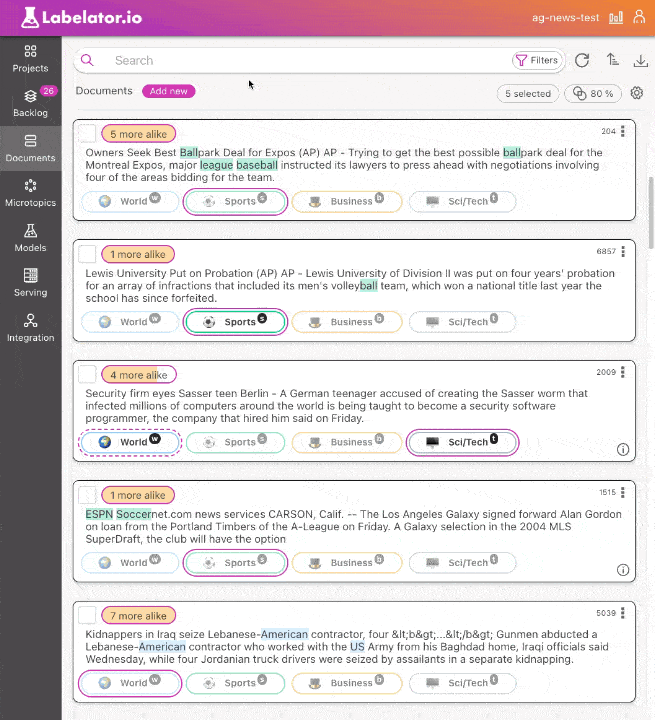 Labelator.io
ag-news-test
Projects
26
Backlog
Documents
Microtopics
Models
Serving
Integration
Search
Filters
Documents
Add new
5 selected
80 %
5 more alike
204
Owners Seek Best Ballpark Deal for Expos (AP) AP - Trying to get the best possible ballpark deal for the
Montreal Expos, major league baseball instructed its lawyers to press ahead with negotiations involving
four of the areas bidding for the team.
World w Sports s Business b Sci/Tech t
1 more alike
6857
Lewis University Put on Probation (AP) AP - Lewis University of Division II was put on four years' probation
for an array of infractions that included its men's volleyball team, which won a national title last year the
school has since forfeited.
World w Sports s Business b Sci/Tech t
4 more alike
2009
Security firm eyes Sasser teen Berlin - A German teenager accused of creating the Sasser worm that
infected millions of computers around the world is being taught to become a security software
programmer, the company that hired him said on Friday.
World w Sports s Business b Sci/Tech t
1 more alike
1515
ESPN Soccernet.com news services CARSON, Calif. -- The Los Angeles Galaxy signed forward Alan Gordon
on loan from the Portland Timbers of the A-League on Friday. A Galaxy selection in the 2004 MLS
SuperDraft, the club will have the option
World w Sports s Business b Sci/Tech t
7 more alike
5039
Kidnappers in Iraq seize Lebanese-American contractor, four &lt;b&gt;...&lt;/b&gt; Gunmen abducted a
Lebanese-American contractor who worked with the US Army from his Baghdad home, Iraqi officials said
Wednesday, while four Jordanian truck drivers were seized by assailants in a separate kidnapping.
World w Sports s Business b Sci/Tech t